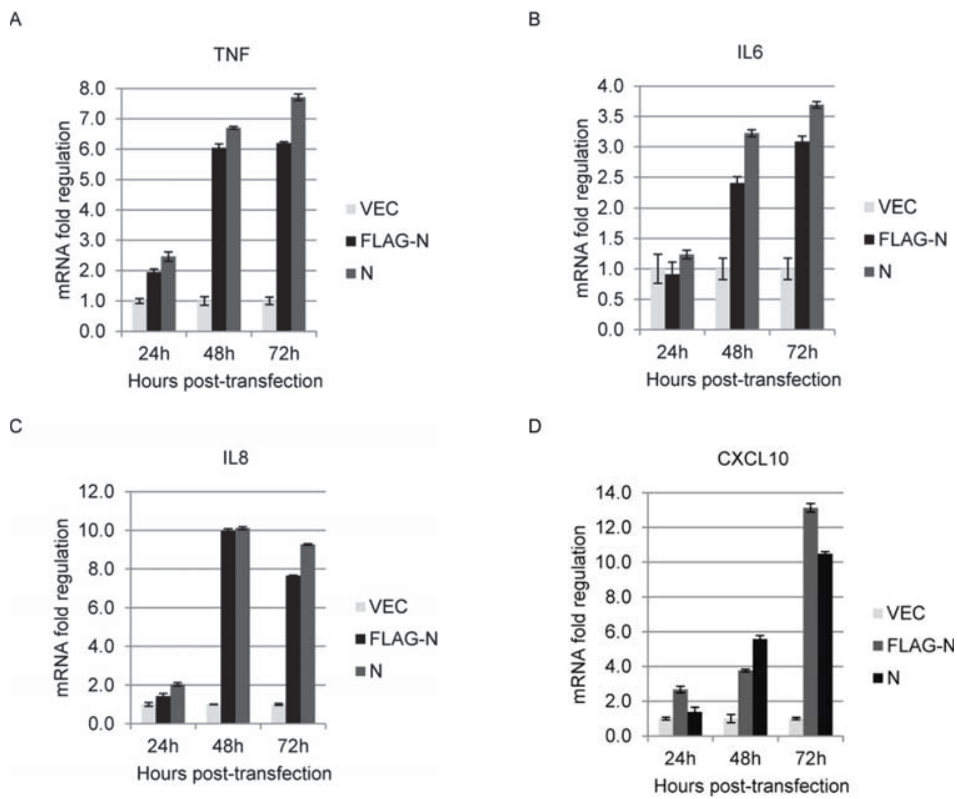 A
TNF
mRNA fold regulation
8.0
7.0
6.0
5.0
4.0
3.0
2.0
1.0
0.0
24h 48h 72h
Hours post-transfection
VEC
FLAG-N
N
B
IL6
mRNA fold regulation
4.0
3.5
3.0
2.5
2.0
1.5
1.0
0.5
0.0
24h 48h 72h
Hours post-transfection
VEC
FLAG-N
N
C
IL8
mRNA fold regulation
12.0
10.0
8.0
6.0
4.0
2.0
0.0
24h 48h 72h
Hours post-transfection
VEC
FLAG-N
N
D
CXCL10
mRNA fold regulation
14.0
12.0
10.0
8.0
6.0
4.0
2.0
0.0
24h 48h 72h
Hours post-transfection
VEC
FLAG-N
N